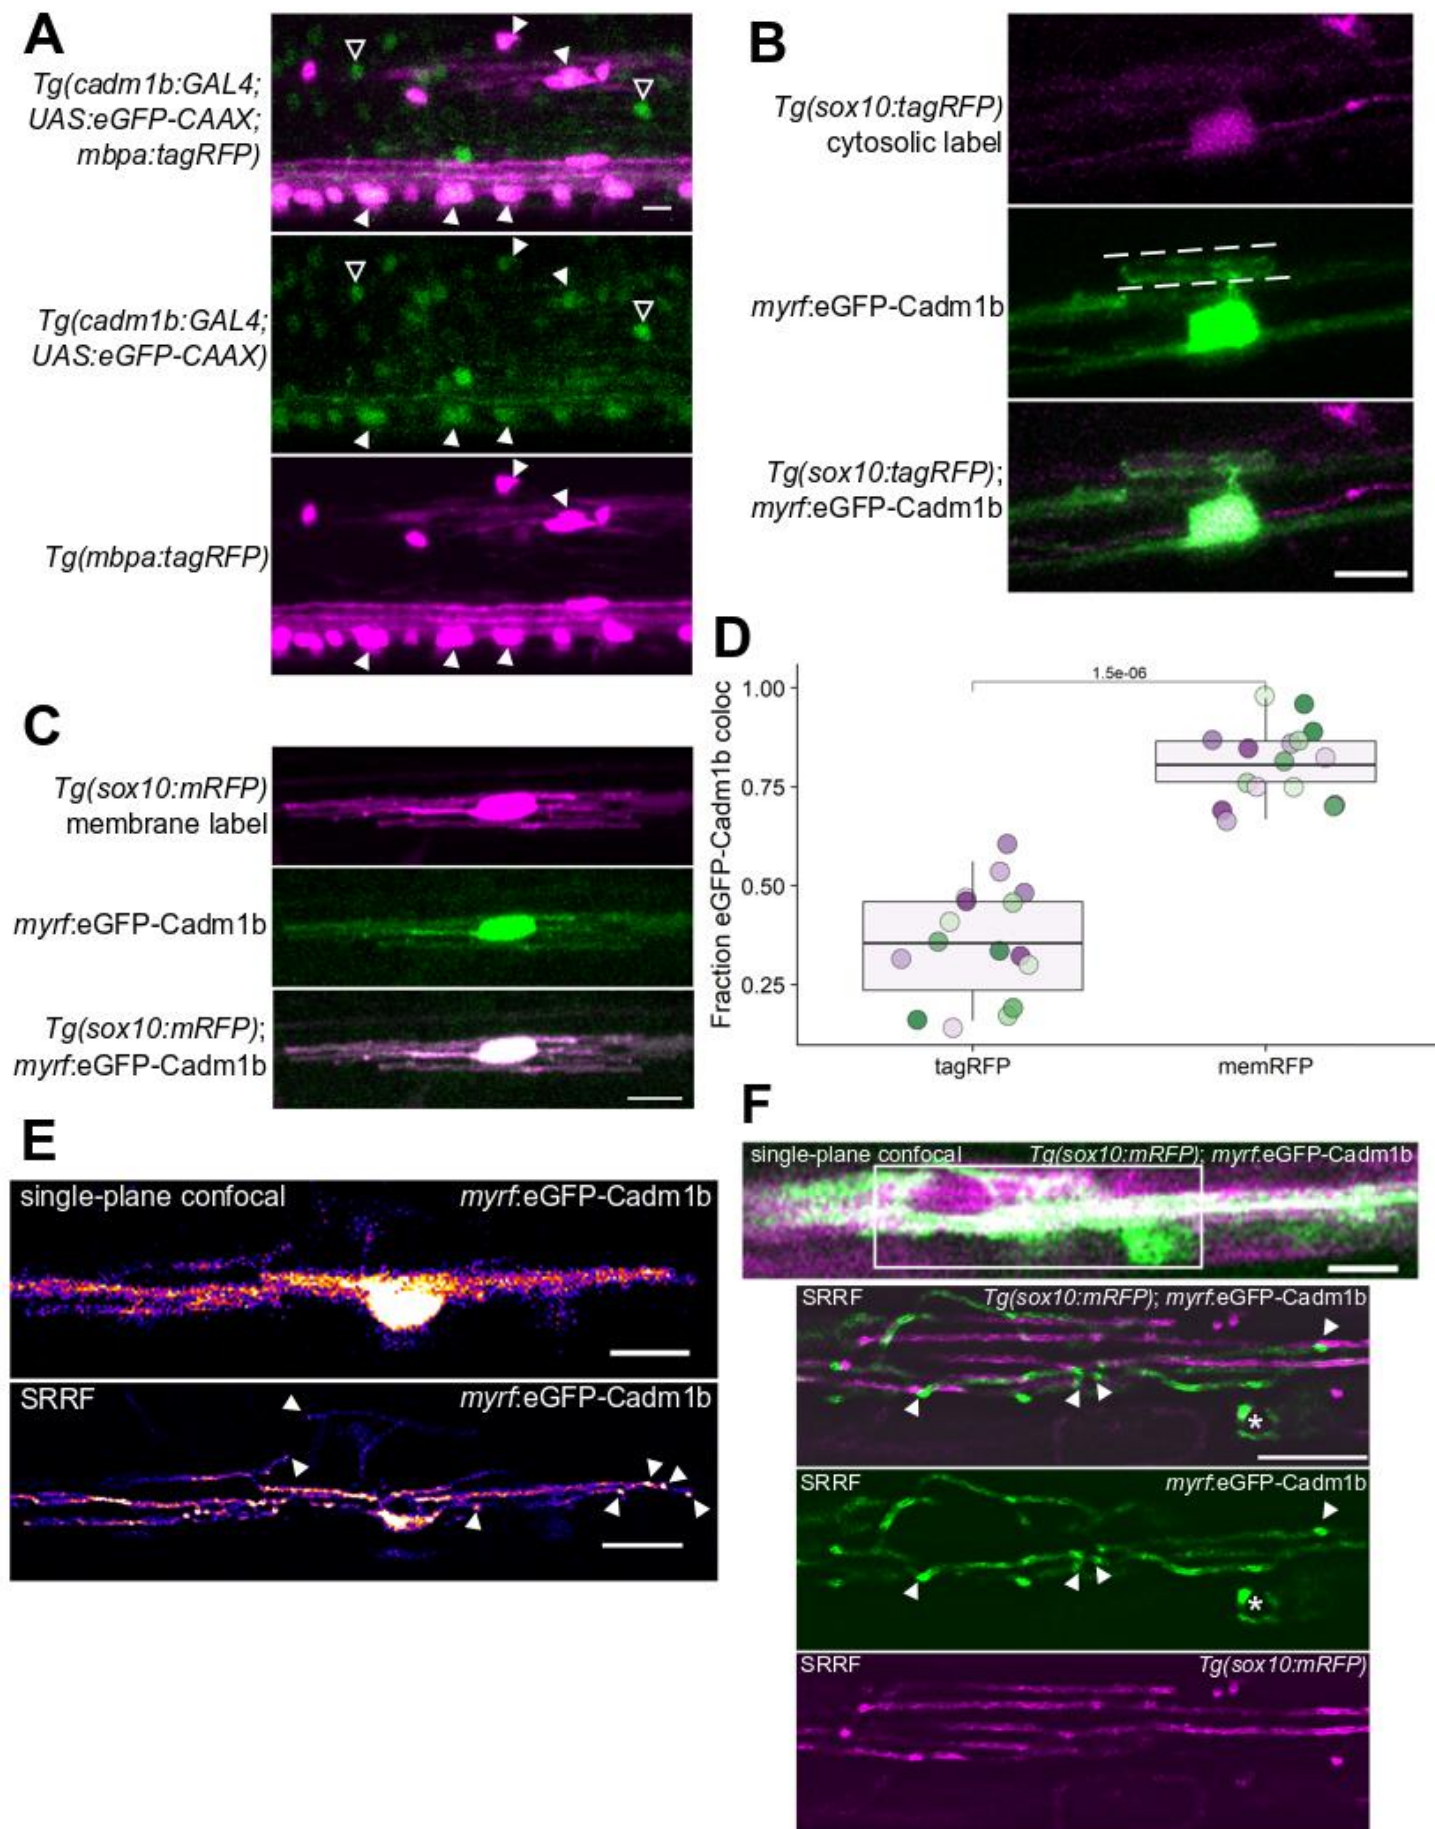 A
Tg(cadm1b:GAL4;
UAS:eGFP-CAAX;
mbpa:tagRFP)
Tg(cadm1b:GAL4;
UAS:eGFP-CAAX)
Tg(mbpa:tagRFP)
B
Tg(sox10:tagRFP)
cytosolic label
myrf:eGFP-Cadm1b
Tg(sox10:tagRFP);
myrf:eGFP-Cadm1b
C
Tg(sox10:mRFP)
membrane label
myrf:eGFP-Cadm1b
Tg(sox10:mRFP);
myrf:eGFP-Cadm1b
D
Fraction eGFP-Cadm1b coloc
1.00
0.75
0.50
0.25
1.5e-06
tagRFP
memRFP
E
single-plane confocal
myrf:eGFP-Cadm1b
SRRF
myrf:eGFP-Cadm1b
*
F
single-plane confocal
Tg(sox10:mRFP); myrf:eGFP-Cadm1b
SRRF
Tg(sox10:mRFP); myrf:eGFP-Cadm1b
*
SRRF
myrf:eGFP-Cadm1b
*
SRRF
Tg(sox10:mRFP)